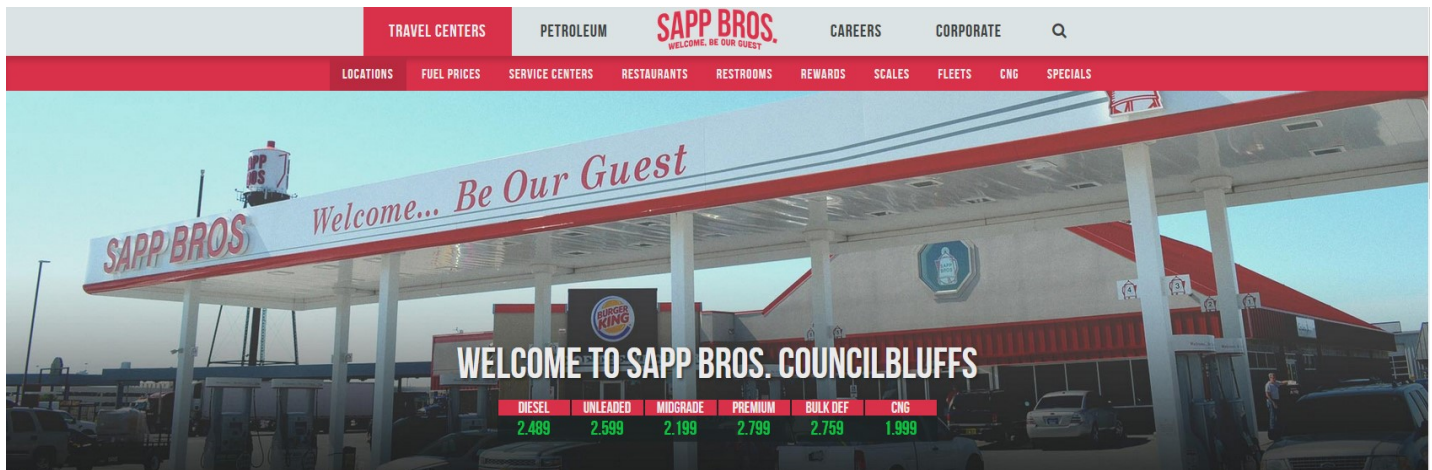 TRAVEL CENTERS PETROLEUM SAPP BROS. CAREERS CORPORATE
WELCOME, BE OUR GUEST
LOCATIONS FUEL PRICES SERVICE CENTERS RESTAURANTS RESTROOMS REWARDS SCALES FLEETS CNG SPECIALS
SAPP BROS Welcome... Be Our Guest
BURGER
KING
4 3
WELCOME TO SAPP BROS. COUNCILBLUFFS
DIESEL UNLEADED MIDGRADE PREMIUM BULK DEF CNG
2.489 2.599 2.199 2.799 2.759 1.999